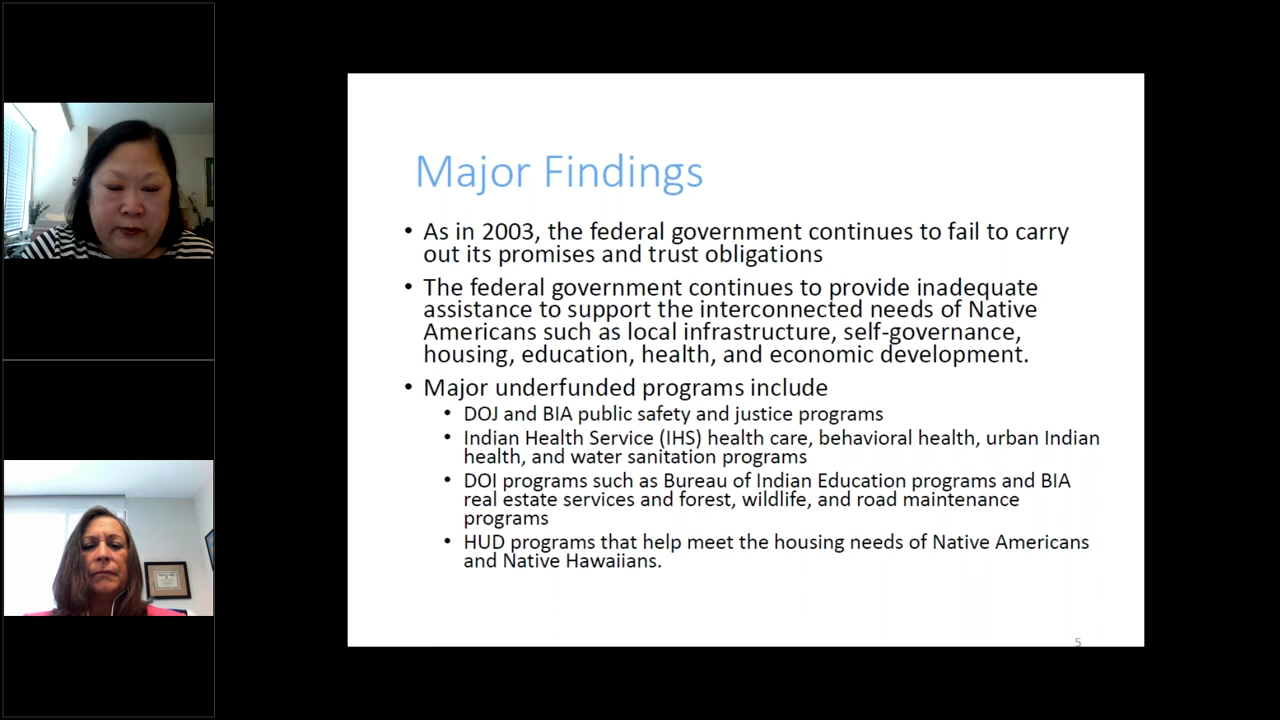 Major Findings
• As in 2003, the federal government continues to fail to carry
out its promises and trust obligations
• The federal government continues to provide inadequate
assistance to support the interconnected needs of Native
Americans such as local infrastructure, self-governance,
housing, education, health, and economic development.
• Major underfunded programs include
• DOJ and BIA public safety and justice programs
• Indian Health Service (IHS) health care, behavioral health, urban Indian
health, and water sanitation programs
• DOI programs such as Bureau of Indian Education programs and BIA
real estate services and forest, wildlife, and road maintenance
programs
• HUD programs that help meet the housing needs of Native Americans
and Native Hawaiians.
5